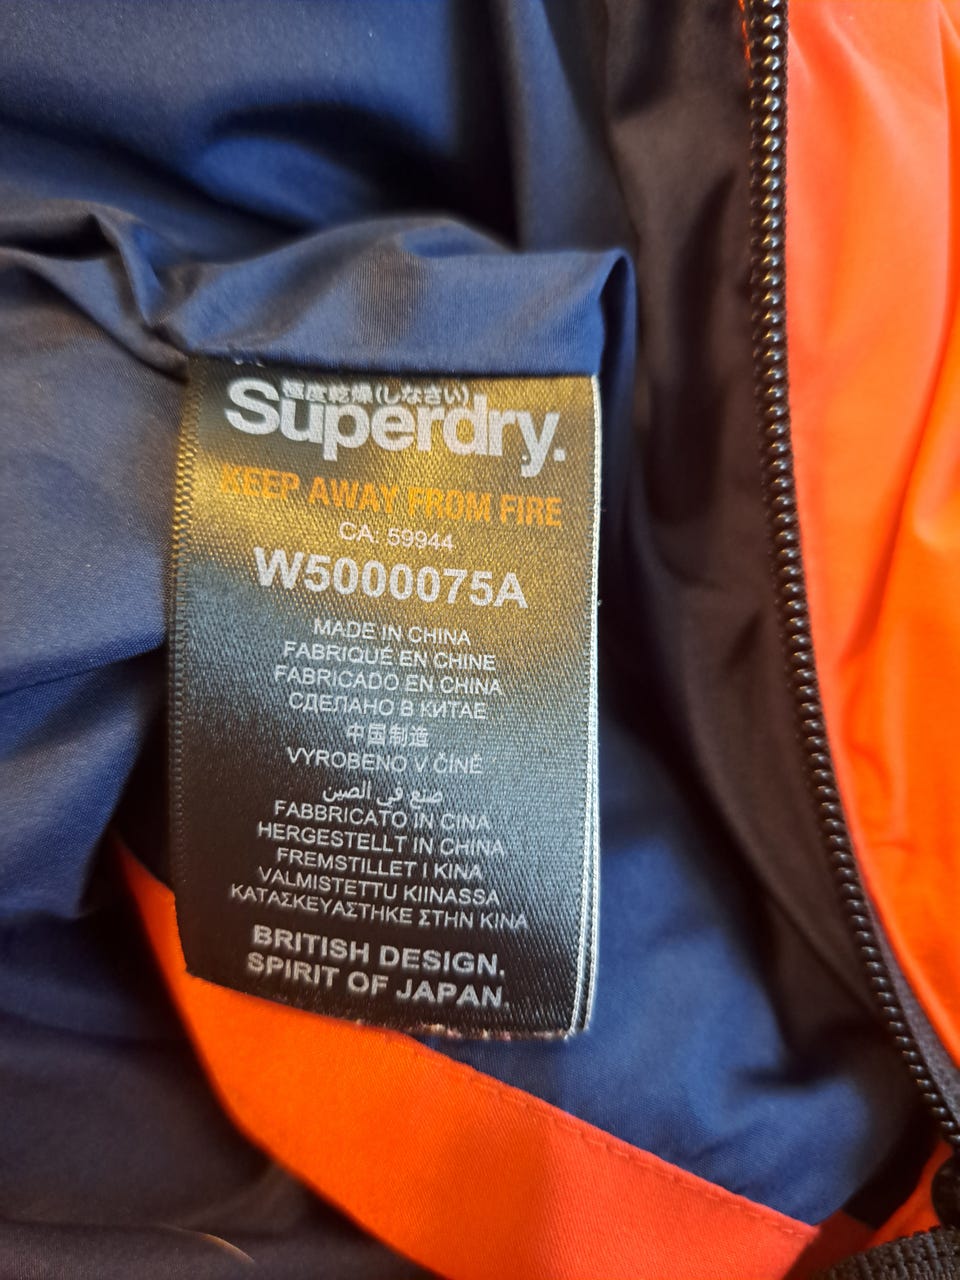 極度乾燥(しなさい)
Superdry.
KEEP AWAY FROM FIRE
CA: 59944
W5000075A
MADE IN CHINA
FABRIQUÉ EN CHINE
FABRICADO EN CHINA
СДЕЛАНО В КИТАЕ
中国制造
VYROBENO V ČÍNĚ
صنع في الصين
FABBRICATO IN CINA
HERGESTELLT IN CHINA
FREMSTILLET I KINA
VALMISTETTU KIINASSA
ΚΑΤΑΣΚΕΥΑΣΤΗΚΕ ΣΤΗΝ ΚΙΝΑ
BRITISH DESIGN.
SPIRIT OF JAPAN.